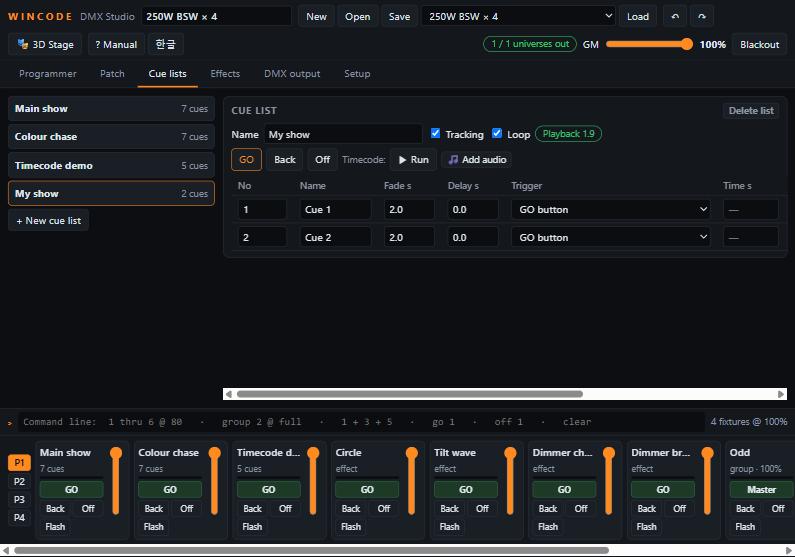 WINCODE DMX Studio 250W BSW × 4 New Open Save 250W BSW × 4 Load
3D Stage ? Manual 한글 1 / 1 universes out GM 100% Blackout
Programmer Patch Cue lists Effects DMX output Setup
Main show 7 cues
Colour chase 7 cues
Timecode demo 5 cues
My show 2 cues
+ New cue list
CUE LIST Delete list
Name My show Tracking Loop Playback 1.9
GO Back Off Timecode: ▶ Run Add audio
No Name Fade s Delay s Trigger Time s
1 Cue 1 2.0 0.0 GO button —
2 Cue 2 2.0 0.0 GO button —
> Command line: 1 thru 6 @ 80 · group 2 @ full · 1 + 3 + 5 · go 1 · off 1 · clear 4 fixtures @ 100%
P1
P2
P3
P4
Main show
7 cues
GO
Back Off
Flash
Colour chase
7 cues
GO
Back Off
Flash
Timecode d...
5 cues
GO
Back Off
Flash
Circle
effect
GO
Back Off
Flash
Tilt wave
effect
GO
Back Off
Flash
Dimmer ch...
effect
GO
Back Off
Flash
Dimmer br...
effect
GO
Back Off
Flash
Odd
group · 100%
Master
Back Off
Flash